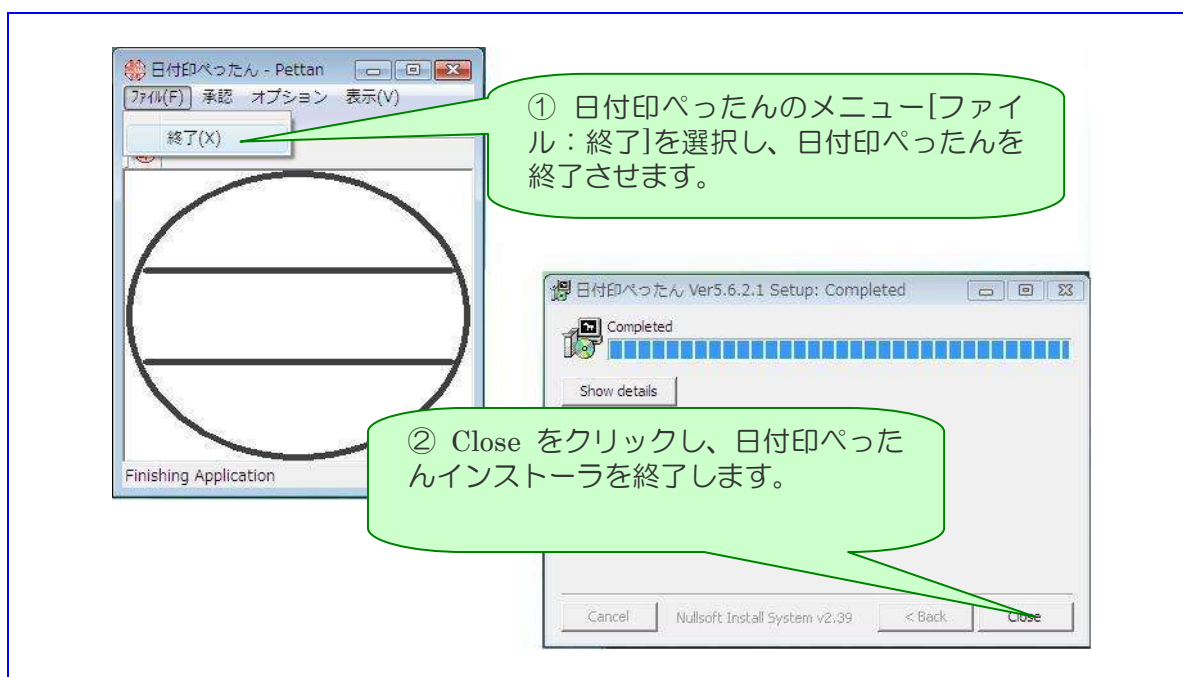 日付印ぺったん - Pettan
ファイル(F) 承認 オプション 表示(V)
終了(X)
① 日付印ぺったんのメニュー[ファイ
ル：終了]を選択し、日付印ぺったんを
終了させます。
Finishing Application
日付印ぺったん Ver5.6.2.1 Setup: Completed
Completed
Show details
② Close をクリックし、日付印ぺった
んインストーラを終了します。
Cancel
Nullsoft Install System v2.39
< Back
Close